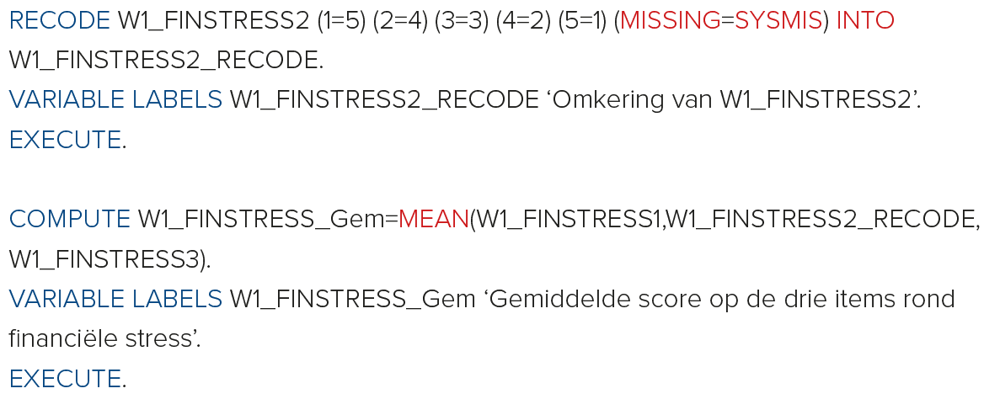 RECODE W1_FINSTRESS2 (1=5) (2=4) (3=3) (4=2) (5=1) (MISSING=SYSMIS) INTO
W1_FINSTRESS2_RECODE.
VARIABLE LABELS W1_FINSTRESS2_RECODE ‘Omkering van W1_FINSTRESS2’.
EXECUTE.
COMPUTE W1_FINSTRESS_Gem=MEAN(W1_FINSTRESS1,W1_FINSTRESS2_RECODE,
W1_FINSTRESS3).
VARIABLE LABELS W1_FINSTRESS_Gem ‘Gemiddelde score op de drie items rond
financiële stress’.
EXECUTE.